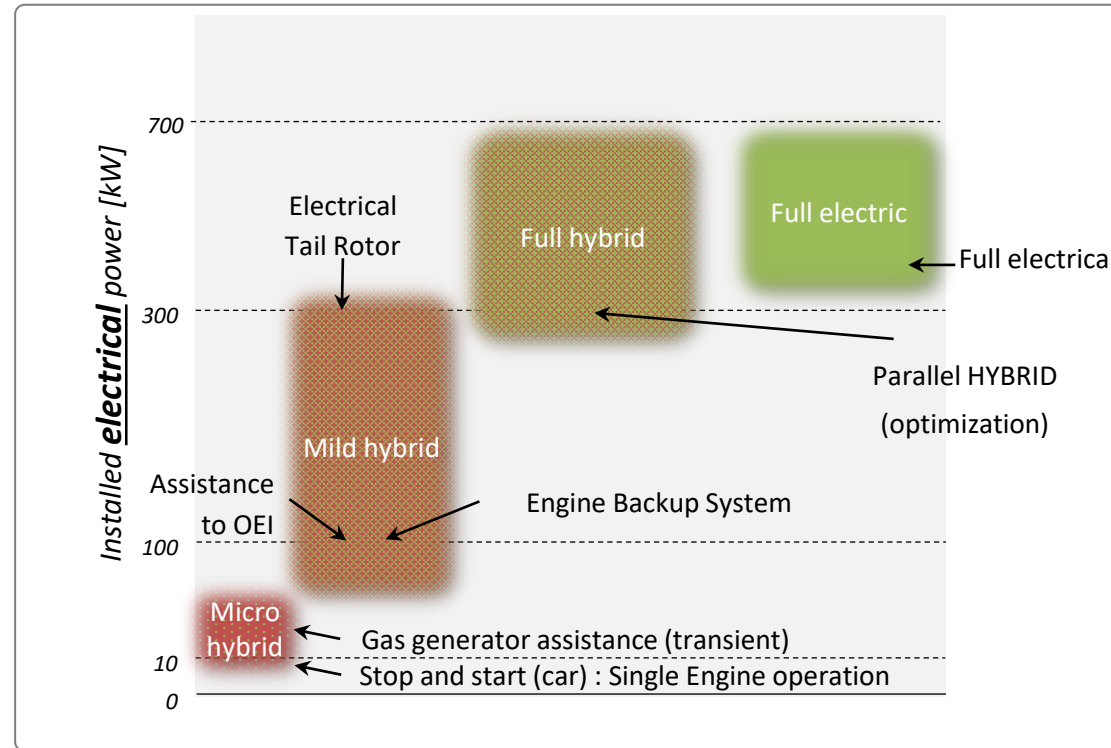 700
Installed electrical power [kW]
Electrical
Tail Rotor
Full hybrid
Full electric
Full electrica
300
Parallel HYBRID
(optimization)
Mild hybrid
Assistance
to OEI
Engine Backup System
100
Micro
hybrid
Gas generator assistance (transient)
10
Stop and start (car) : Single Engine operation
0